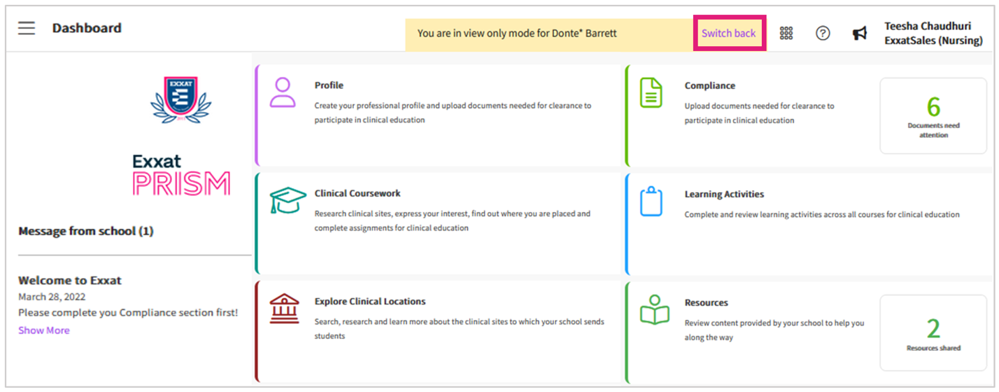 Dashboard
You are in view only mode for Donte* Barrett
Switch back
Teesha Chaudhuri
ExxatSales (Nursing)
EXXAT
Exxat
PRISM
Message from school (1)
Welcome to Exxat
March 28, 2022
Please complete you Compliance section first!
Show More
Profile
Create your professional profile and upload documents needed for clearance to
participate in clinical education
Compliance
Upload documents needed for clearance to
participate in clinical education
6
Documents need
attention
Clinical Coursework
Research clinical sites, express your interest, find out where you are placed and
complete assignments for clinical education
Learning Activities
Complete and review learning activities across all courses for clinical education
Explore Clinical Locations
Search, research and learn more about the clinical sites to which your school sends
students
Resources
Review content provided by your school to help you
along the way
2
Resources shared